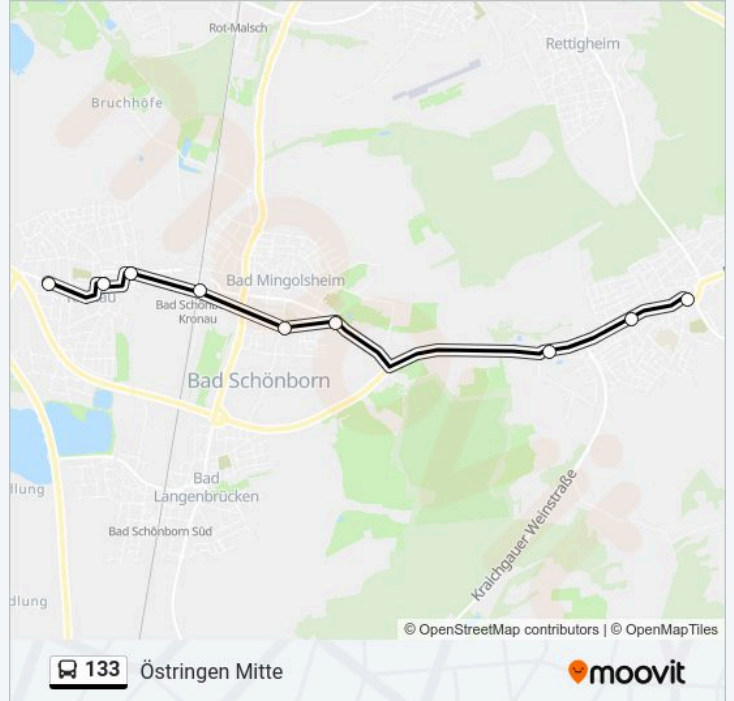 Rot-Malsch
Rettigheim
Bruchhöfe
Bad Mingolsheim
Kronau
Bad Schönborn
Bad
Langenbrücken
Bad Schönborn Süd
Kraichgauer Weinstraße
© OpenStreetMap contributors | © OpenMapTiles
133 Östringen Mitte
moovit